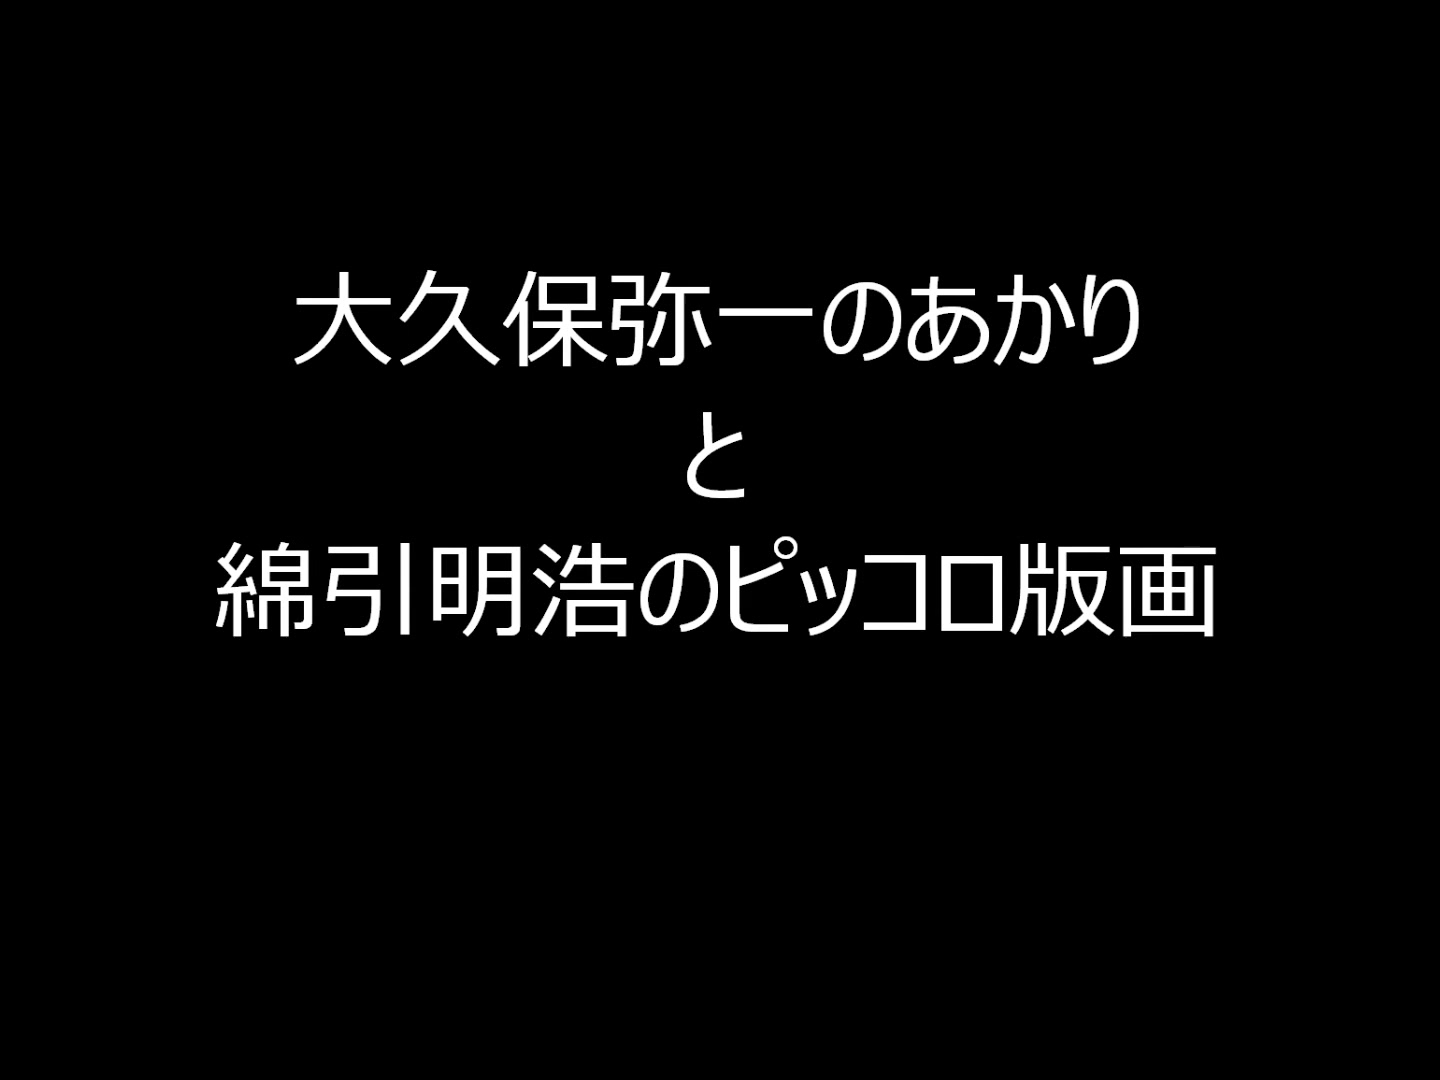 大久保弥一のあかり
と
綿引明浩のピッコロ版画